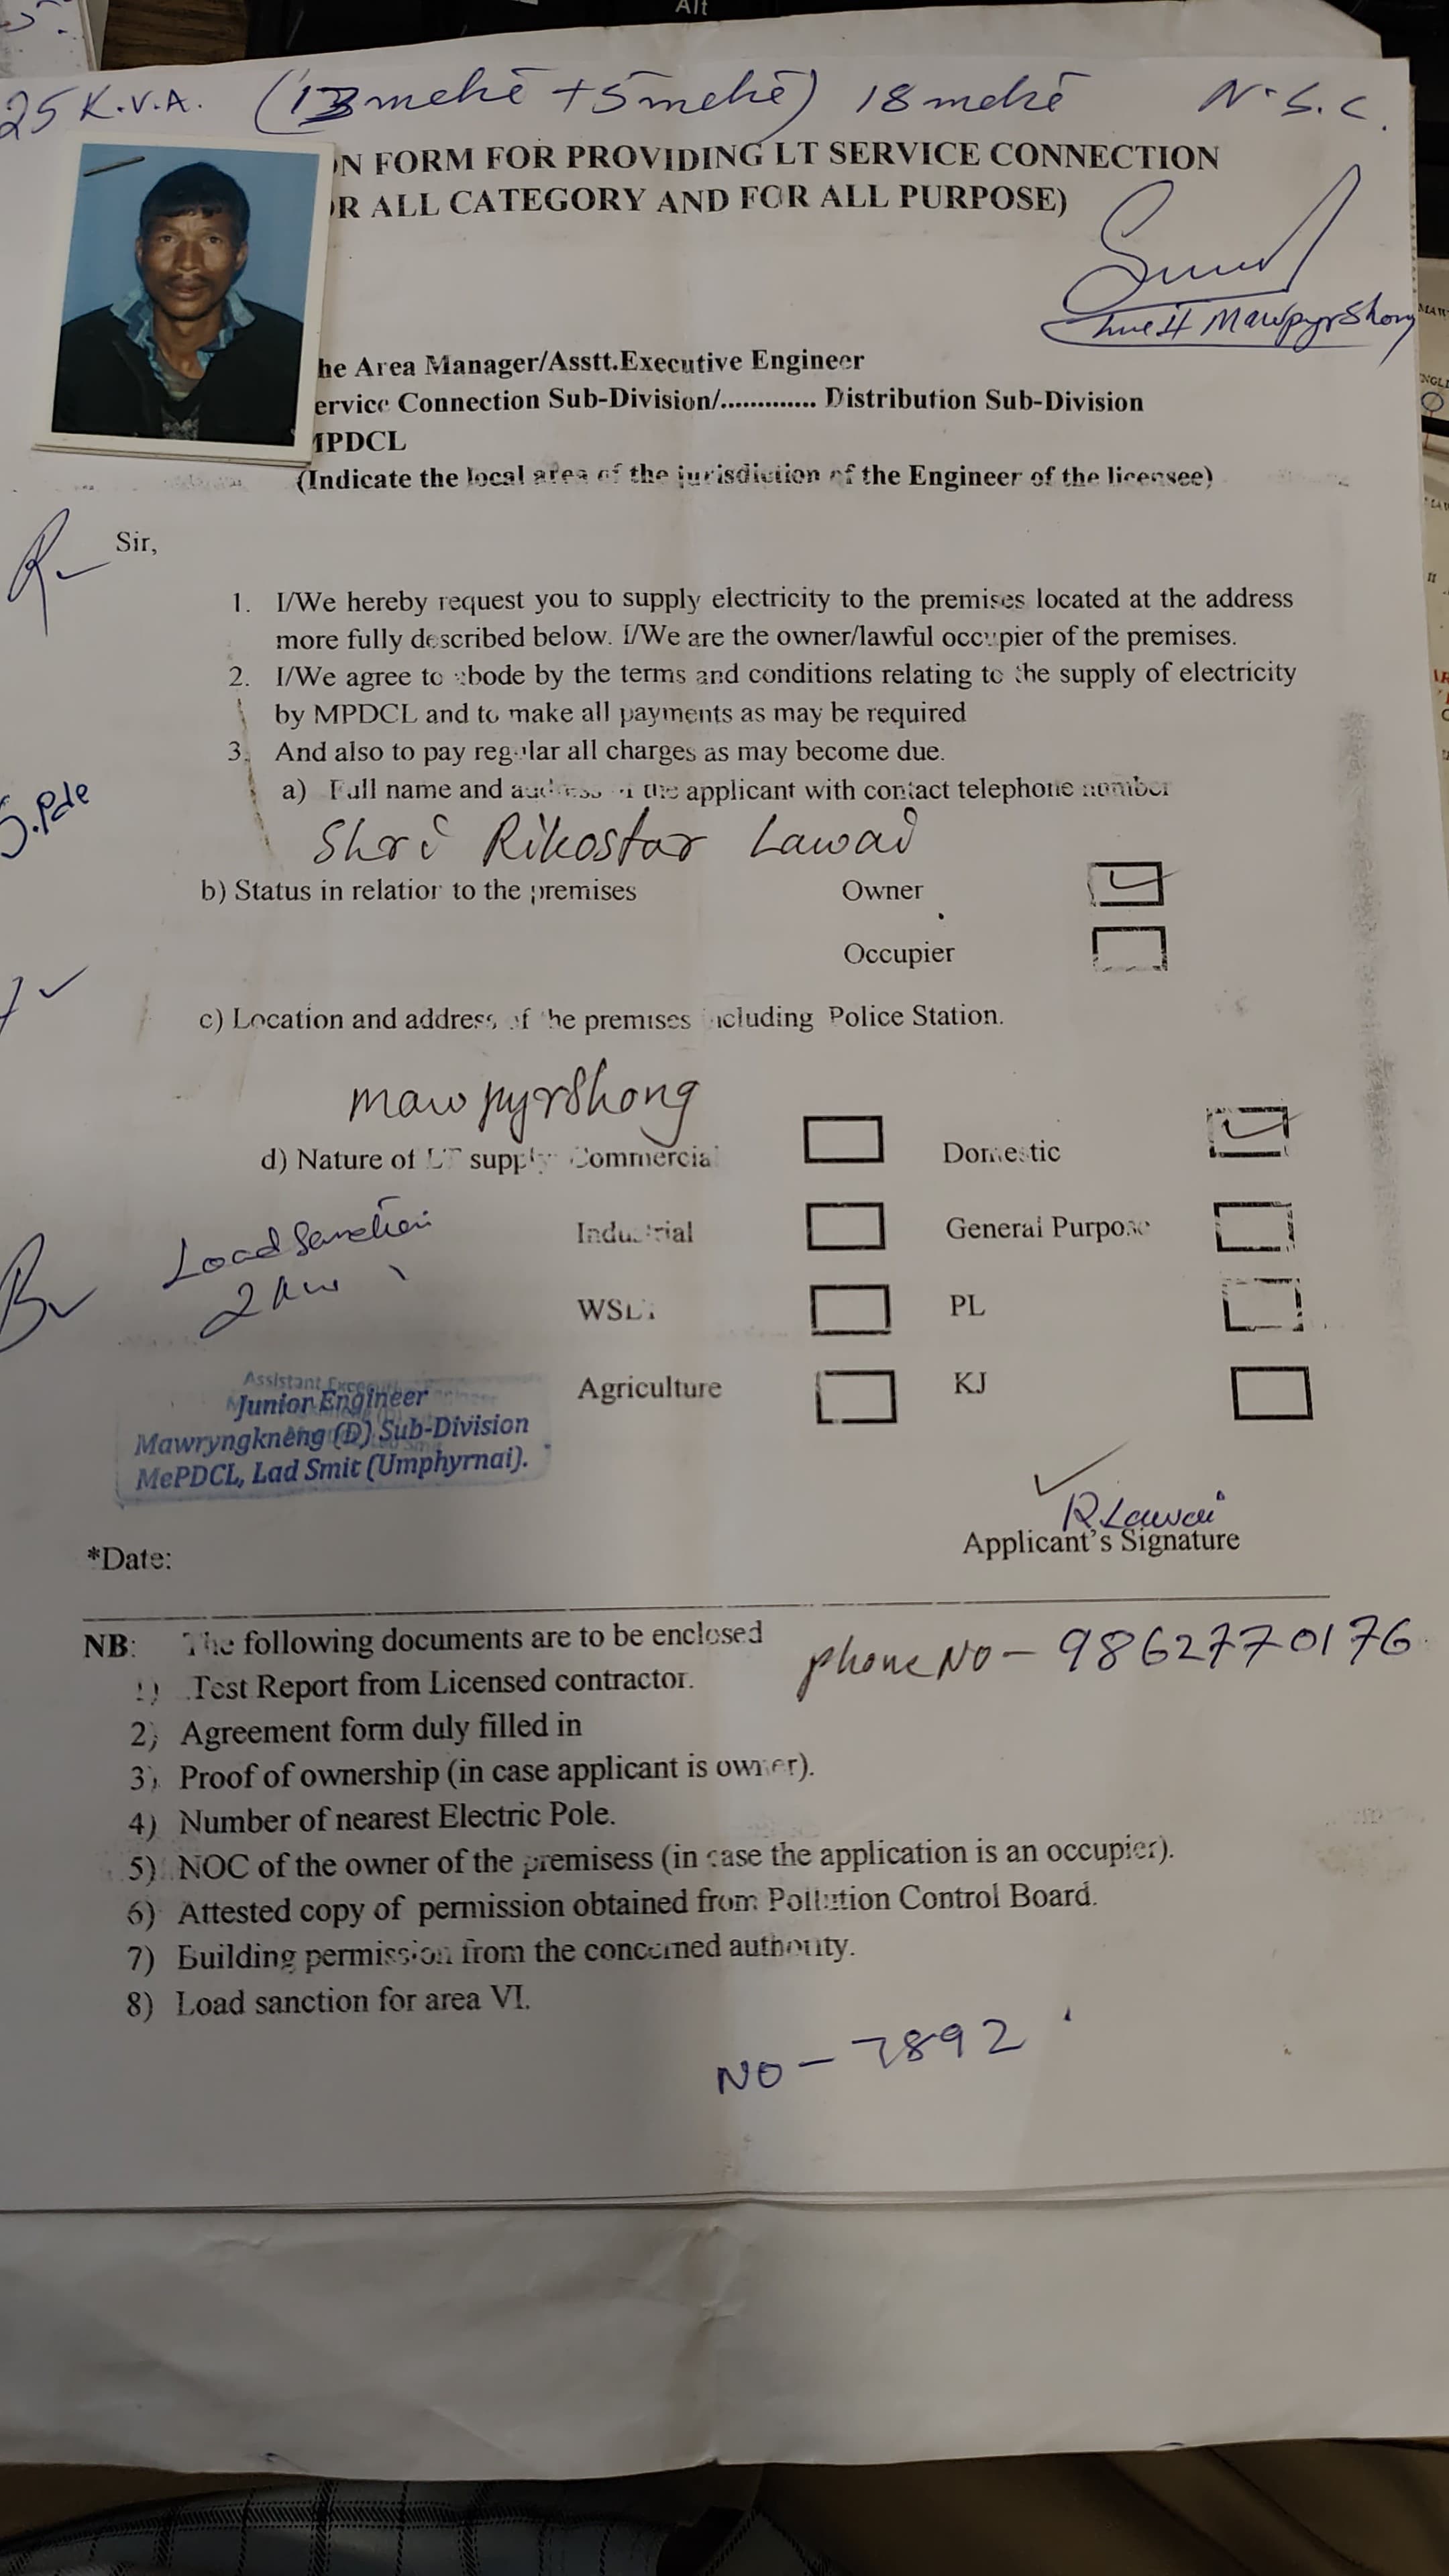 Alt
25 K.V.A. (13 metre + 5 metre) 18 metre N.S.C.
ON FORM FOR PROVIDING LT SERVICE CONNECTION
OR ALL CATEGORY AND FOR ALL PURPOSE)
Mawpyrshong
he Area Manager/Asstt.Executive Engineer
ervice Connection Sub-Division/............. Distribution Sub-Division
MPDCL
(Indicate the local area of the jurisdiction of the Engineer of the licensee)
Sir,
1. I/We hereby request you to supply electricity to the premises located at the address
more fully described below. I/We are the owner/lawful occupier of the premises.
2. I/We agree to abode by the terms and conditions relating to the supply of electricity
by MPDCL and to make all payments as may be required
3. And also to pay regular all charges as may become due.
a) Full name and address of the applicant with contact telephone number
Shri Rikostar Lawai
b) Status in relation to the premises Owner
Occupier
c) Location and address of the premises including Police Station.
mawpyrshong
d) Nature of LT supply Commercial Domestic
Load Sanction
2 kw
Industrial General Purpose
WSLT PL
Agriculture KJ
Junior Engineer
Mawryngkneng (D) Sub-Division
MePDCL, Lad Smit (Umphyrnai).
R Lawai
*Date: Applicant's Signature
NB: The following documents are to be enclosed
phone NO - 9862770176
1) Test Report from Licensed contractor.
2) Agreement form duly filled in
3) Proof of ownership (in case applicant is owner).
4) Number of nearest Electric Pole.
5) NOC of the owner of the premisess (in case the application is an occupier).
6) Attested copy of permission obtained from Pollution Control Board.
7) Building permission from the concerned authority.
8) Load sanction for area VI.
NO - 7892